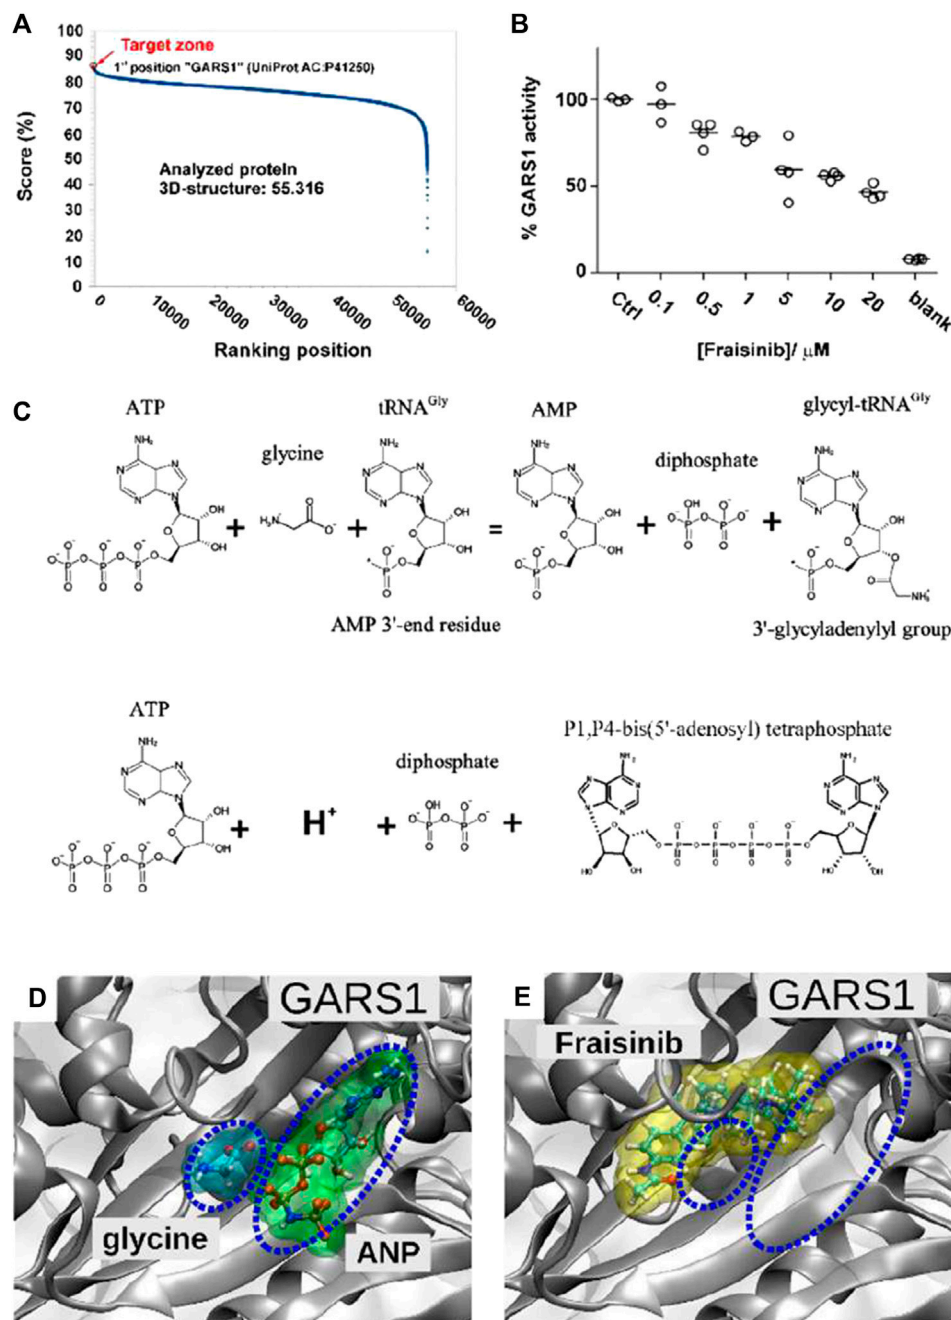 A
100
90
80
70
60
50
40
30
20
10
0
Score (%)
Target zone
1st position "GARS1" (UniProt AC:P41250)
Analyzed protein
3D-structure: 55.316
0
10000
20000
30000
40000
50000
60000
Ranking position
B
100
50
0
% GARS1 activity
Ctrl
0.1
0.5
1
5
10
20
blank
[Fraisinib]/ μM
C
ATP
glycine
tRNAGly
AMP
diphosphate
glycyl-tRNAGly
+
+
=
+
+
AMP 3'-end residue
3'-glycyladenylyl group
ATP
diphosphate
P1,P4-bis(5'-adenosyl) tetraphosphate
+
H+
+
+
D
GARS1
glycine
ANP
E
GARS1
Fraisinib